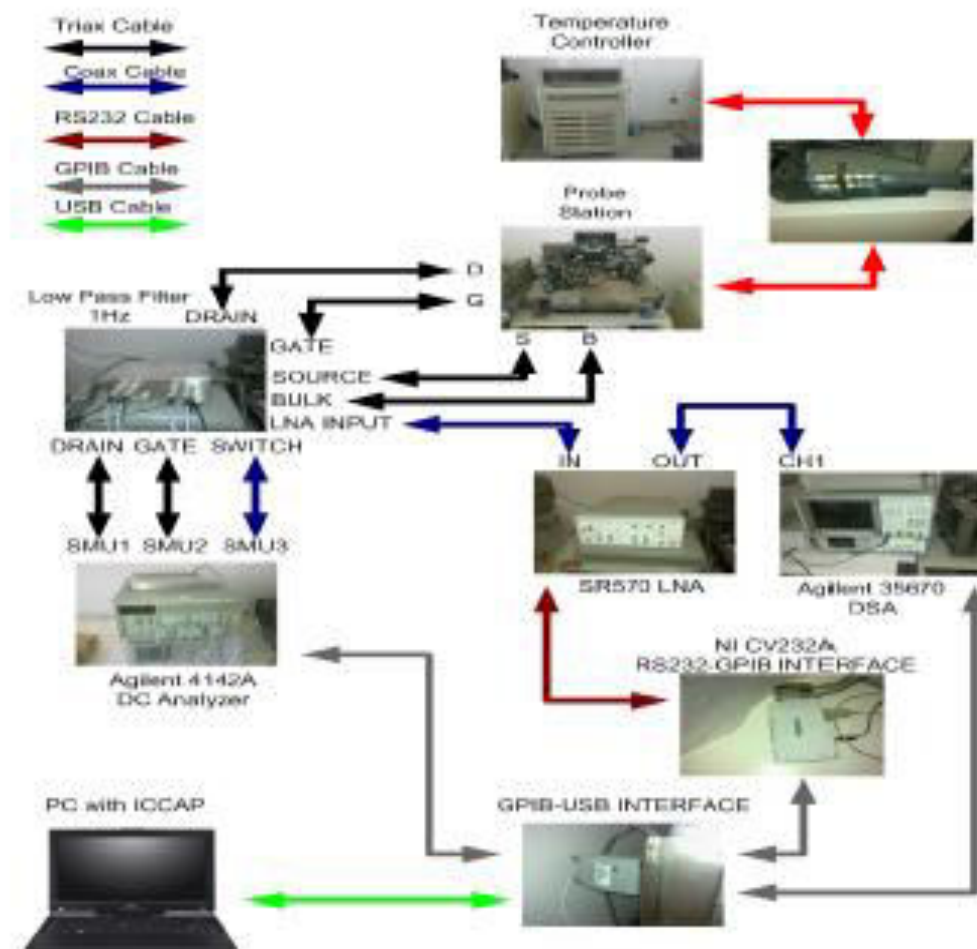 Triax Cable
Coax Cable
RS232 Cable
GPIB Cable
USB Cable
Temperature
Controller
Probe
Station
D
G
S B
Low Pass Filter
1Hz
DRAIN
GATE
SOURCE
BULK
LNA INPUT
DRAIN GATE SWITCH
SMU1 SMU2 SMU3
Agilent 4142A
DC Analyzer
IN OUT CH1
SR570 LNA
Agillent 35670
DSA
NI CV232A
RS232-GPIB INTERFACE
PC with ICCAP
GPIB-USB INTERFACE